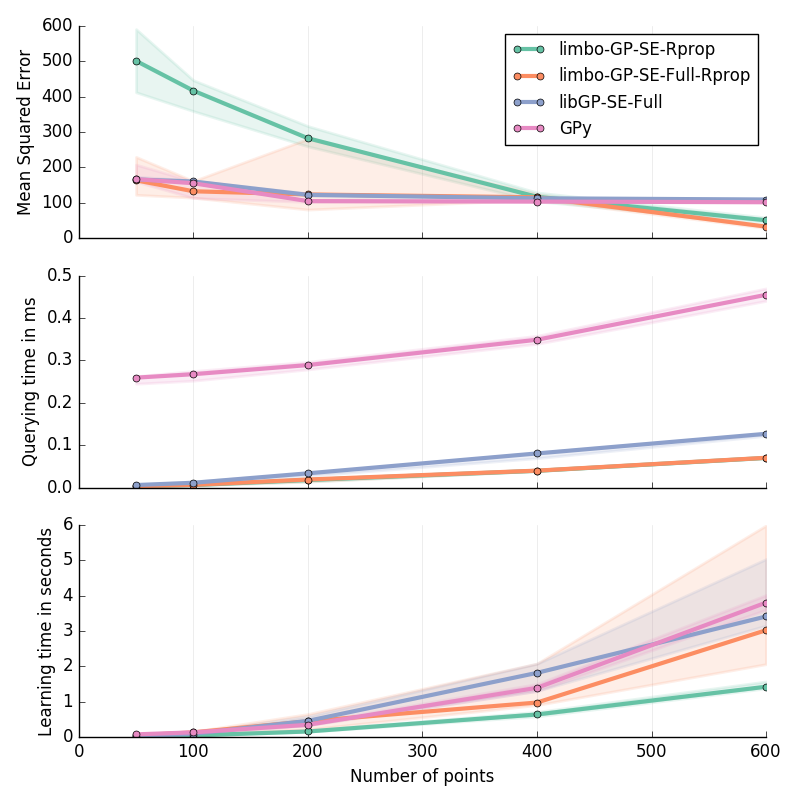 600
500
400
300
200
100
0
Mean Squared Error
limbo-GP-SE-Rprop
limbo-GP-SE-Full-Rprop
libGP-SE-Full
GPy
0.5
0.4
0.3
0.2
0.1
0.0
Querying time in ms
6
5
4
3
2
1
0
Learning time in seconds
0 100 200 300 400 500 600
Number of points